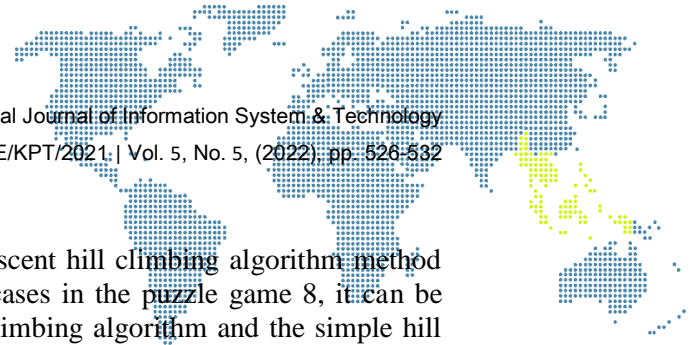 al Journal of Information System & Technology
E/KPT/2021 | Vol. 5, No. 5, (2022), pp. 526-532
scent hill climbing algorithm method
cases in the puzzle game 8, it can be
limbing algorithm and the simple hill